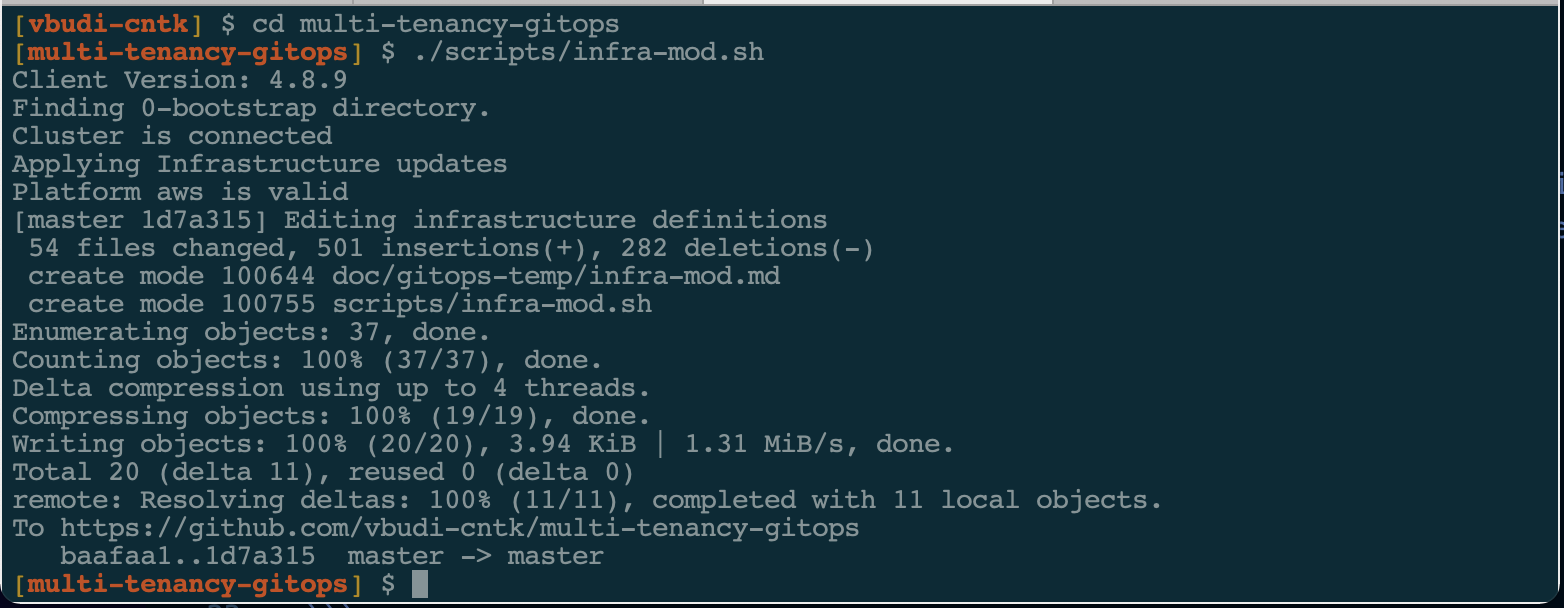 [vbudi-cntk] $ cd multi-tenancy-gitops
[multi-tenancy-gitops] $ ./scripts/infra-mod.sh
Client Version: 4.8.9
Finding 0-bootstrap directory.
Cluster is connected
Applying Infrastructure updates
Platform aws is valid
[master 1d7a315] Editing infrastructure definitions
 54 files changed, 501 insertions(+), 282 deletions(-)
 create mode 100644 doc/gitops-temp/infra-mod.md
 create mode 100755 scripts/infra-mod.sh
Enumerating objects: 37, done.
Counting objects: 100% (37/37), done.
Delta compression using up to 4 threads.
Compressing objects: 100% (19/19), done.
Writing objects: 100% (20/20), 3.94 KiB | 1.31 MiB/s, done.
Total 20 (delta 11), reused 0 (delta 0)
remote: Resolving deltas: 100% (11/11), completed with 11 local objects.
To https://github.com/vbudi-cntk/multi-tenancy-gitops
   baafaa1..1d7a315  master -> master
[multi-tenancy-gitops] $